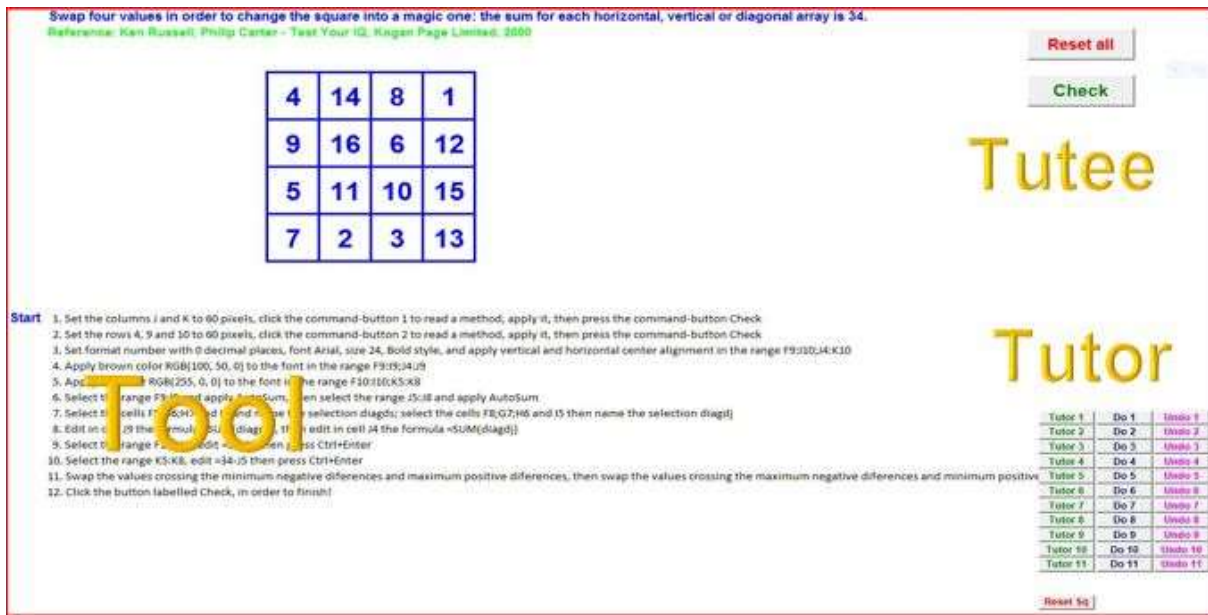 Swap four values in order to change the square into a magic one: the sum for each horizontal, vertical or diagonal array is 34.
Reference: Ken Russell, Philip Carter - Test Your IQ, Kogan Page Limited, 2000
Reset all
Check
4 14 8 1
9 16 6 12
5 11 10 15
7 2 3 13
Tutee
Start
1. Set the columns J and K to 60 pixels, click the command-button 1 to read a method, apply it, then press the command-button Check
2. Set the rows 4, 9 and 10 to 60 pixels, click the command-button 2 to read a method, apply it, then press the command-button Check
3. Set format number with 0 decimal places, font Arial, size 24, Bold style, and apply vertical and horizontal center alignment in the range F9:I10;J4:K10
4. Apply brown color RGB(100, 50, 0) to the font in the range F9:I9;J4:J9
5. RGB(255, 0, 0) to the font in the range F10:I10;K5:K8
6. Select the range and apply AutoSum, then select the range J5:J8 and apply AutoSum
7. Select the cells and name the selection diagds; select the cells F8;G7;H6 and I5 then name the selection diagdj
8. Edit in the formula then edit in cell J4 the formula =SUM(diagdj)
9. Select the range edit then press Ctrl+Enter
10. Select the range K5:K8, edit =34-J5 then press Ctrl+Enter
11. Swap the values crossing the minimum negative diferences and maximum positive diferences, then swap the values crossing the maximum negative diferences and minimum positive
12. Click the button labelled Check, in order to finish!
Tool
Tutor
Tutor 1 Do 1 Undo 1
Tutor 2 Do 2 Undo 2
Tutor 3 Do 3 Undo 3
Tutor 4 Do 4 Undo 4
Tutor 5 Do 5 Undo 5
Tutor 6 Do 6 Undo 6
Tutor 7 Do 7 Undo 7
Tutor 8 Do 8 Undo 8
Tutor 9 Do 9 Undo 9
Tutor 10 Do 10 Undo 10
Tutor 11 Do 11 Undo 11
Reset Sq